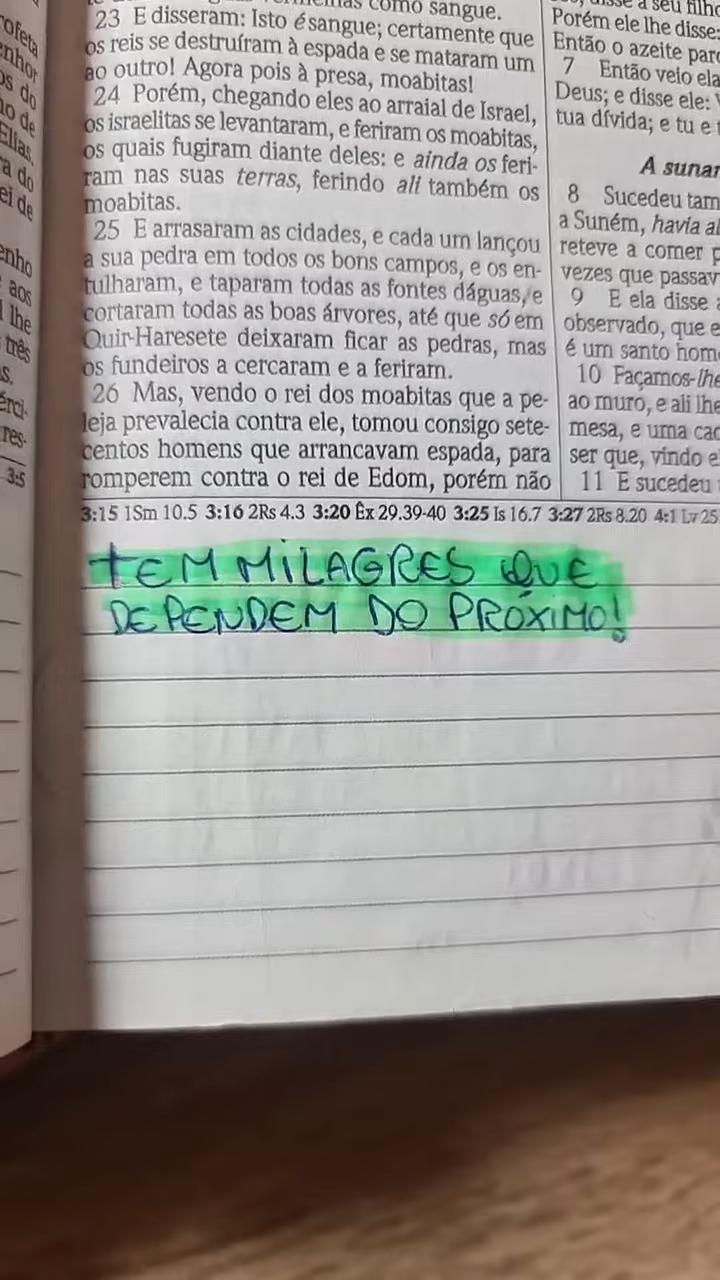 como sangue.
23 E disseram: Isto é sangue; certamente que
os reis se destruíram à espada e se mataram um
ao outro! Agora pois à presa, moabitas!
24 Porém, chegando eles ao arraial de Israel,
os israelitas se levantaram, e feriram os moabitas,
os quais fugiram diante deles: e ainda os feri-
ram nas suas terras, ferindo ali também os
moabitas.
25 E arrasaram as cidades, e cada um lançou
a sua pedra em todos os bons campos, e os en-
tulharam, e taparam todas as fontes dáguas, e
cortaram todas as boas árvores, até que só em
Quir-Haresete deixaram ficar as pedras, mas
os fundeiros a cercaram e a feriram.
26 Mas, vendo o rei dos moabitas que a pe-
leja prevalecia contra ele, tomou consigo sete-
centos homens que arrancavam espada, para
romperem contra o rei de Edom, porém não
a seu filho
Porém ele lhe disse:
Então o azeite
7 Então veio ela
Deus; e disse ele:
tua dívida; e tu e
A
8 Sucedeu
a Suném, havia
reteve a comer
vezes que
9 E ela disse
observado, que
é um santo
10 Façamos-lhe
ao muro, e ali lhe
mesa, e uma
ser que, vindo
11 E sucedeu
3:15 1Sm 10.5 3:16 2Rs 4.3 3:20 Êx 29.39-40 3:25 Is 16.7 3:27 2Rs 8.20 4:1 Lv 25
TEM MILAGRES QUE
DEPENDEM DO PRÓXIMO!